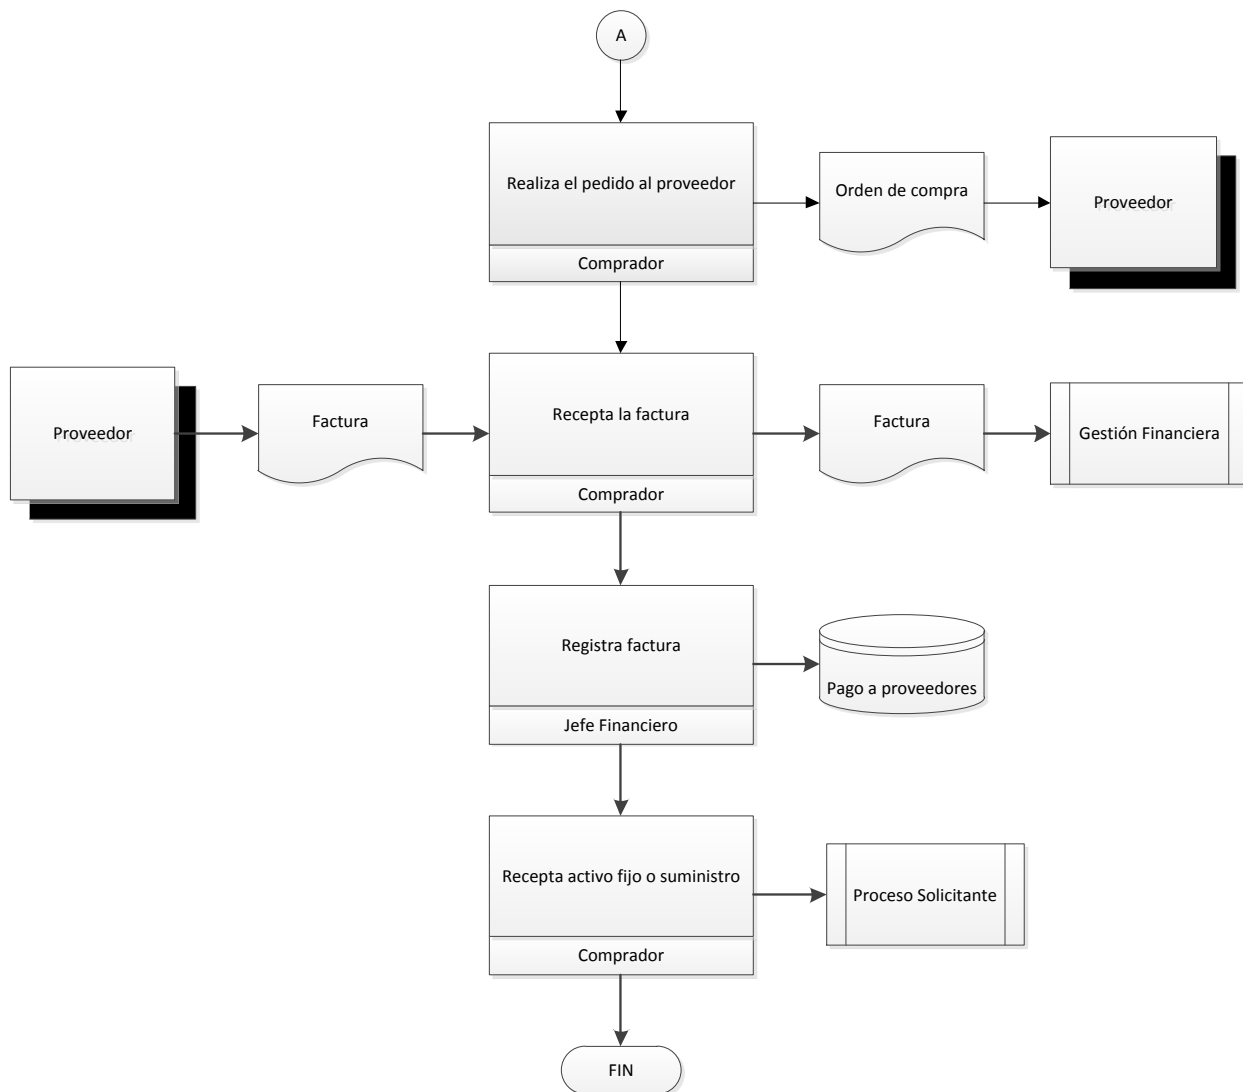 A
Realiza el pedido al proveedor
Comprador
Orden de compra
Proveedor
Proveedor
Factura
Recepta la factura
Comprador
Factura
Gestión Financiera
Registra factura
Jefe Financiero
Pago a proveedores
Recepta activo fijo o suministro
Comprador
Proceso Solicitante
FIN